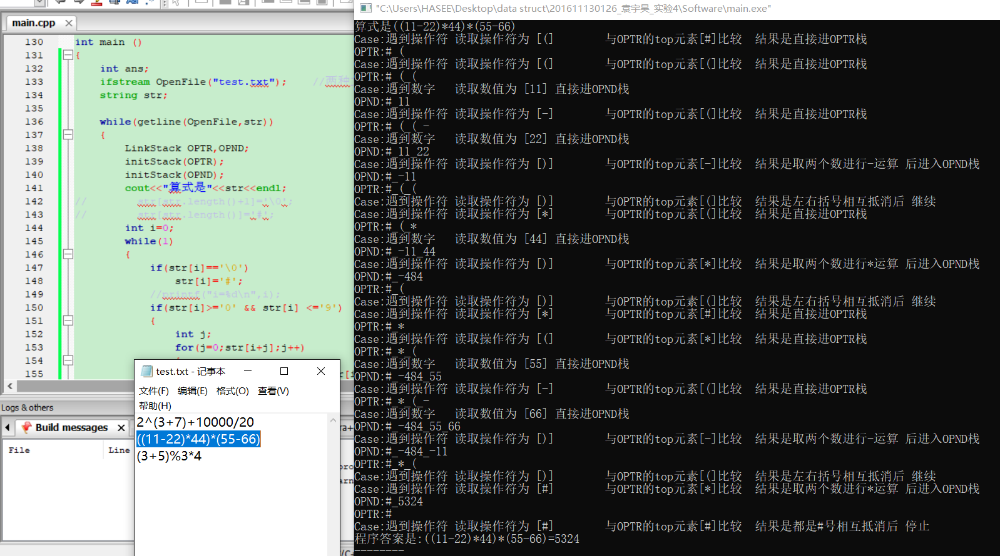 main.cpp
130 int main ()
131 {
132 int ans;
133 ifstream OpenFile("test.txt"); //两种
134 string str;
135
136 while(getline(OpenFile,str))
137 {
138 LinkStack OPTR,OPND;
139 initStack(OPTR);
140 initStack(OPND);
141 cout<<"算式是"<<str<<endl;
142 // str[str.length()+1]='\0';
143 // str[str.length()]='#';
144 int i=0;
145 while(1)
146 {
147 if(str[i]=='\0')
148 str[i]='#';
149 //printf("i=%d\n",i);
150 if(str[i]>='0' && str[i] <='9')
151 {
152 int j;
153 for(j=0;str[i+j];j++)
154
155
Logs & others
Build messages
File Line
test.txt - 记事本
文件(F) 编辑(E) 格式(O) 查看(V)
帮助(H)
2^(3+7)+10000/20
((11-22)*44)*(55-66)
(3+5)%3*4
"C:\Users\HASEE\Desktop\data struct\201611130126_袁宇昊_实验4\Software\main.exe"
算式是((11-22)*44)*(55-66)
Case:遇到操作符 读取操作符为 [(] 与OPTR的top元素[#]比较 结果是直接进OPTR栈
OPTR:#_(
Case:遇到操作符 读取操作符为 [(] 与OPTR的top元素[(]比较 结果是直接进OPTR栈
OPTR:#_(_(
Case:遇到数字 读取数值为 [11] 直接进OPND栈
OPND:#_11
Case:遇到操作符 读取操作符为 [-] 与OPTR的top元素[(]比较 结果是直接进OPTR栈
OPTR:#_(_(_-
Case:遇到数字 读取数值为 [22] 直接进OPND栈
OPND:#_11_22
Case:遇到操作符 读取操作符为 [)] 与OPTR的top元素[-]比较 结果是取两个数进行-运算 后进入OPND栈
OPND:#_-11
OPTR:#_(_(
Case:遇到操作符 读取操作符为 [)] 与OPTR的top元素[(]比较 结果是左右括号相互抵消后 继续
Case:遇到操作符 读取操作符为 [*] 与OPTR的top元素[(]比较 结果是直接进OPTR栈
OPTR:#_(_*
Case:遇到数字 读取数值为 [44] 直接进OPND栈
OPND:#_-11_44
Case:遇到操作符 读取操作符为 [)] 与OPTR的top元素[*]比较 结果是取两个数进行*运算 后进入OPND栈
OPND:#_-484
OPTR:#_(
Case:遇到操作符 读取操作符为 [)] 与OPTR的top元素[(]比较 结果是左右括号相互抵消后 继续
Case:遇到操作符 读取操作符为 [*] 与OPTR的top元素[#]比较 结果是直接进OPTR栈
OPTR:#_*
Case:遇到操作符 读取操作符为 [(] 与OPTR的top元素[*]比较 结果是直接进OPTR栈
OPTR:#_*_(
Case:遇到数字 读取数值为 [55] 直接进OPND栈
OPND:#_-484_55
Case:遇到操作符 读取操作符为 [-] 与OPTR的top元素[(]比较 结果是直接进OPTR栈
OPTR:#_*_(_-
Case:遇到数字 读取数值为 [66] 直接进OPND栈
OPND:#_-484_55_66
Case:遇到操作符 读取操作符为 [)] 与OPTR的top元素[-]比较 结果是取两个数进行-运算 后进入OPND栈
OPND:#_-484_-11
OPTR:#_*_(
Case:遇到操作符 读取操作符为 [)] 与OPTR的top元素[(]比较 结果是左右括号相互抵消后 继续
Case:遇到操作符 读取操作符为 [#] 与OPTR的top元素[*]比较 结果是取两个数进行*运算 后进入OPND栈
OPND:#_5324
OPTR:#
Case:遇到操作符 读取操作符为 [#] 与OPTR的top元素[#]比较 结果是都是#号相互抵消后 停止
程序答案是:((11-22)*44)*(55-66)=5324
--------